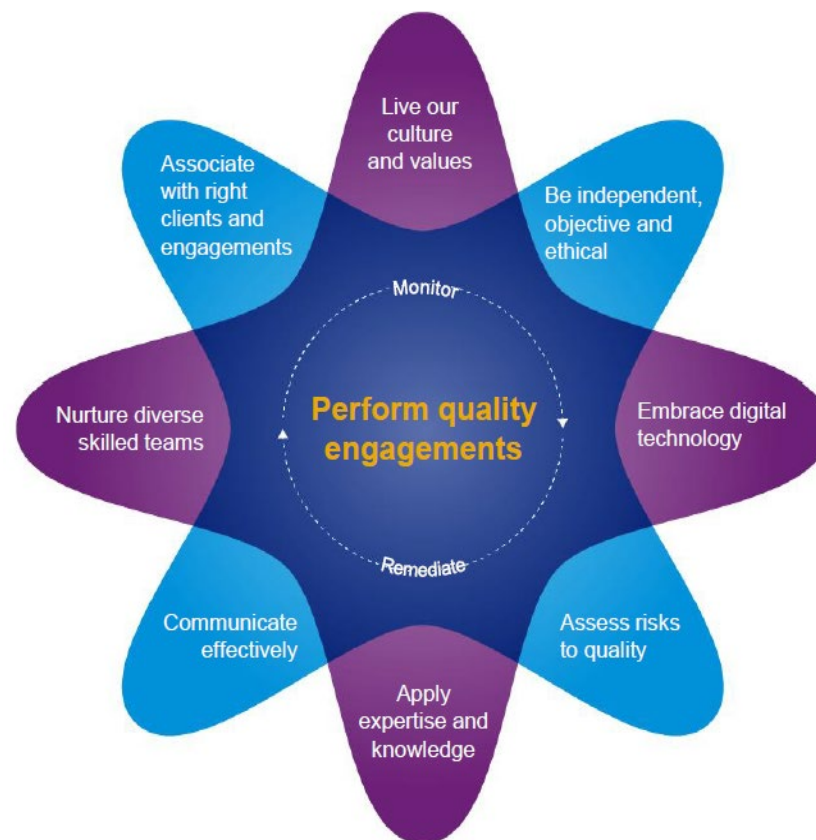 Live our
culture
and values
Be independent,
objective and
ethical
Embrace digital
technology
Assess risks
to quality
Apply
expertise and
knowledge
Communicate
effectively
Nurture diverse
skilled teams
Associate
with right
clients and
engagements
Monitor
Perform quality
engagements
Remediate